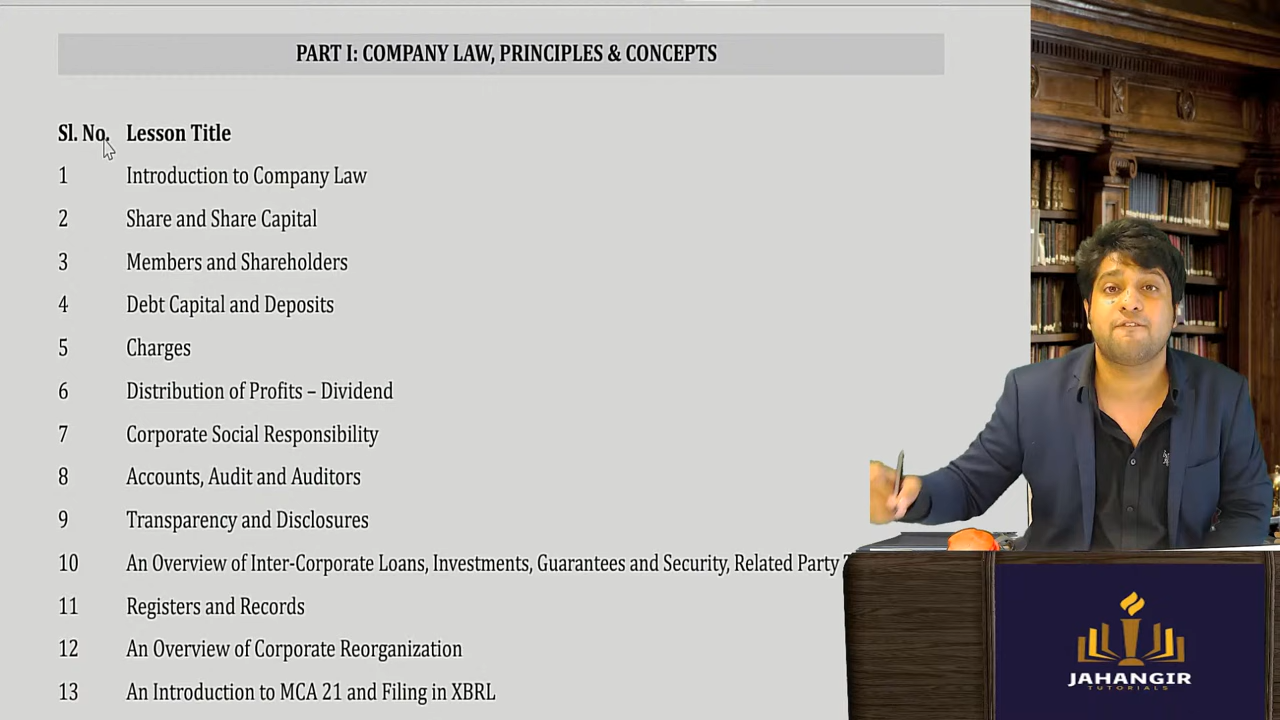 PART I: COMPANY LAW, PRINCIPLES & CONCEPTS
Sl. No. Lesson Title
1 Introduction to Company Law
2 Share and Share Capital
3 Members and Shareholders
4 Debt Capital and Deposits
5 Charges
6 Distribution of Profits – Dividend
7 Corporate Social Responsibility
8 Accounts, Audit and Auditors
9 Transparency and Disclosures
10 An Overview of Inter-Corporate Loans, Investments, Guarantees and Security, Related Party
11 Registers and Records
12 An Overview of Corporate Reorganization
13 An Introduction to MCA 21 and Filing in XBRL
JAHANGIR
TUTORIALS